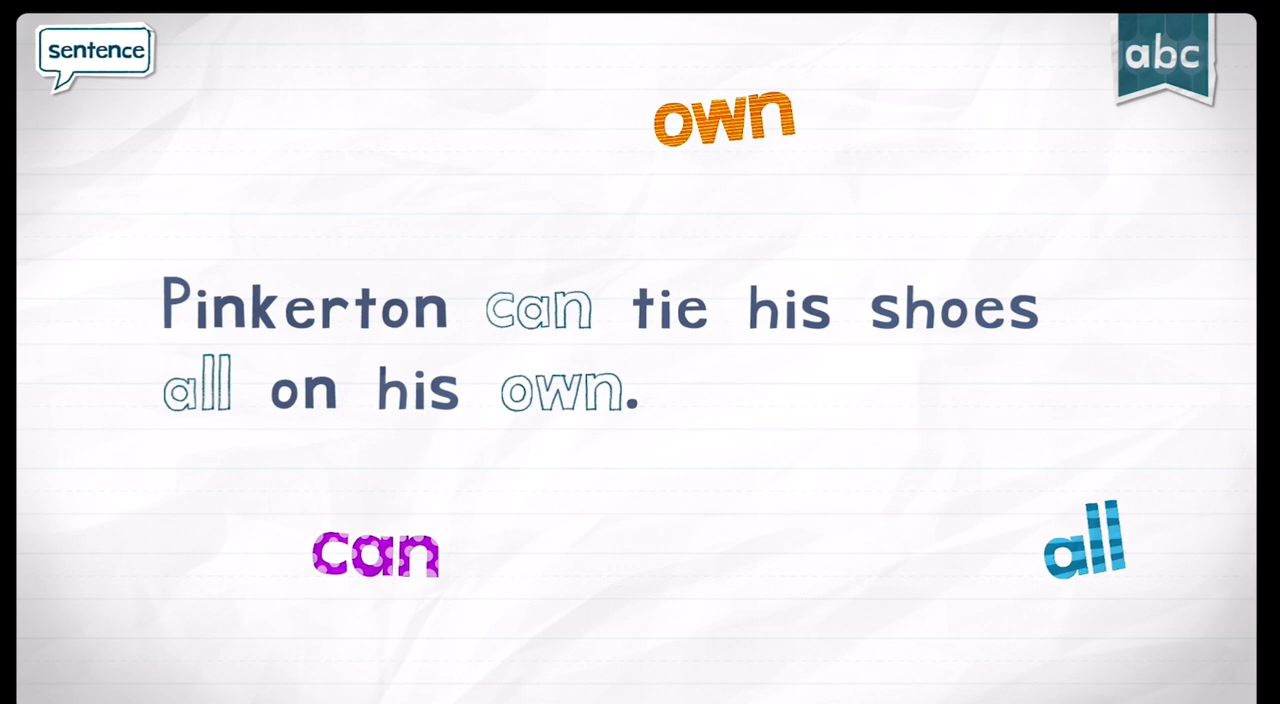 sentence
abc
own
Pinkerton can tie his shoes
all on his own.
can
all